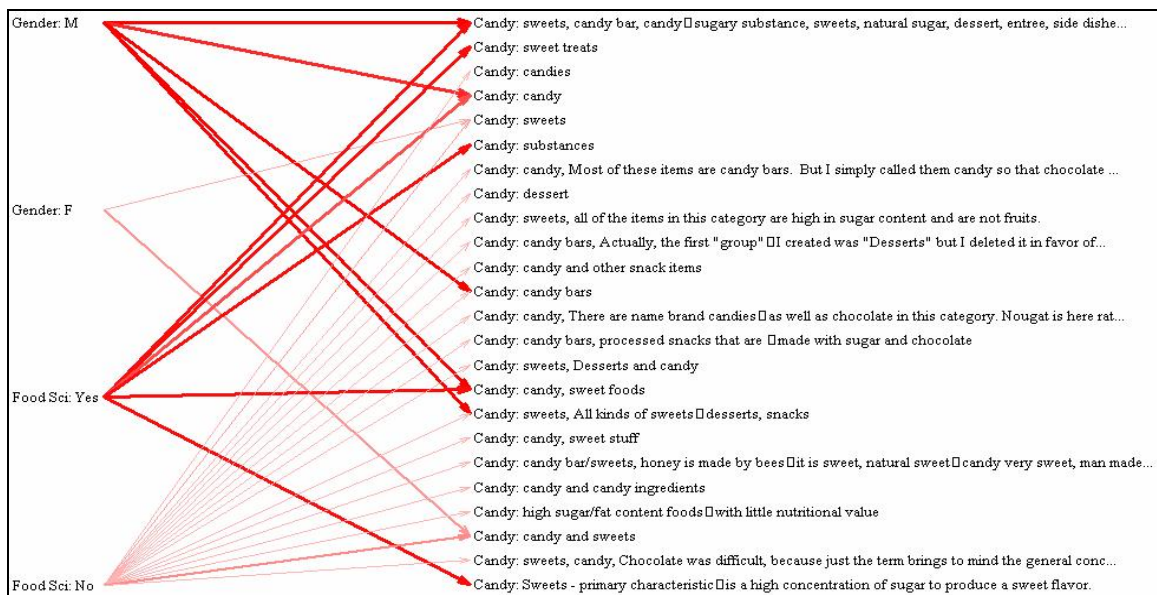 Gender: M
Gender: F
Food Sci: Yes
Food Sci: No
Candy: sweets, candy bar, candy▯sugary substance, sweets, natural sugar, dessert, entree, side dishe...
Candy: sweet treats
Candy: candies
Candy: candy
Candy: sweets
Candy: substances
Candy: candy, Most of these items are candy bars. But I simply called them candy so that chocolate ...
Candy: dessert
Candy: sweets, all of the items in this category are high in sugar content and are not fruits.
Candy: candy bars, Actually, the first "group" ▯I created was "Desserts" but I deleted it in favor of...
Candy: candy and other snack items
Candy: candy bars
Candy: candy, There are name brand candies▯ as well as chocolate in this category. Nougat is here rat...
Candy: candy bars, processed snacks that are ▯made with sugar and chocolate
Candy: sweets, Desserts and candy
Candy: candy, sweet foods
Candy: sweets, All kinds of sweets▯desserts, snacks
Candy: candy, sweet stuff
Candy: candy bar/sweets, honey is made by bees▯it is sweet, natural sweet▯candy very sweet, man made...
Candy: candy and candy ingredients
Candy: high sugar/fat content foods▯with little nutritional value
Candy: candy and sweets
Candy: sweets, candy, Chocolate was difficult, because just the term brings to mind the general conc...
Candy: Sweets - primary characteristic▯is a high concentration of sugar to produce a sweet flavor.